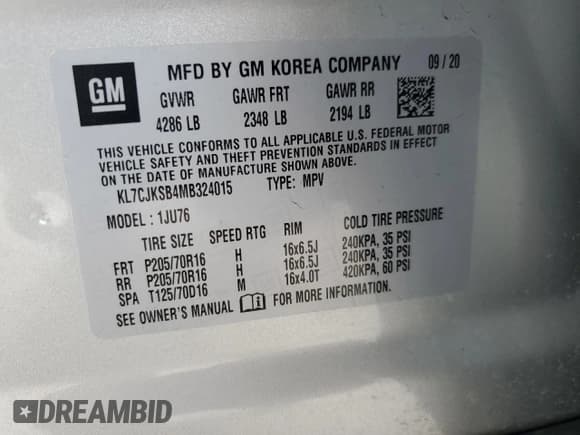 GM
MFD BY GM KOREA COMPANY 09 / 20
GVWR GAWR FRT GAWR RR
4286 LB 2348 LB 2194 LB
THIS VEHICLE CONFORMS TO ALL APPLICABLE U.S. FEDERAL MOTOR
VEHICLE SAFETY AND THEFT PREVENTION STANDARDS IN EFFECT
ON THE DATE OF MANUFACTURE SHOWN ABOVE.
KL7CJKSB4MB324015 TYPE: MPV
MODEL : 1JU76
TIRE SIZE SPEED RTG RIM COLD TIRE PRESSURE
FRT P205/70R16 H 16x6.5J 240KPA, 35 PSI
RR P205/70R16 H 16x6.5J 240KPA, 35 PSI
SPA T125/70D16 M 16x4.0T 420KPA, 60 PSI
SEE OWNER'S MANUAL FOR MORE INFORMATION.
DREAMBID